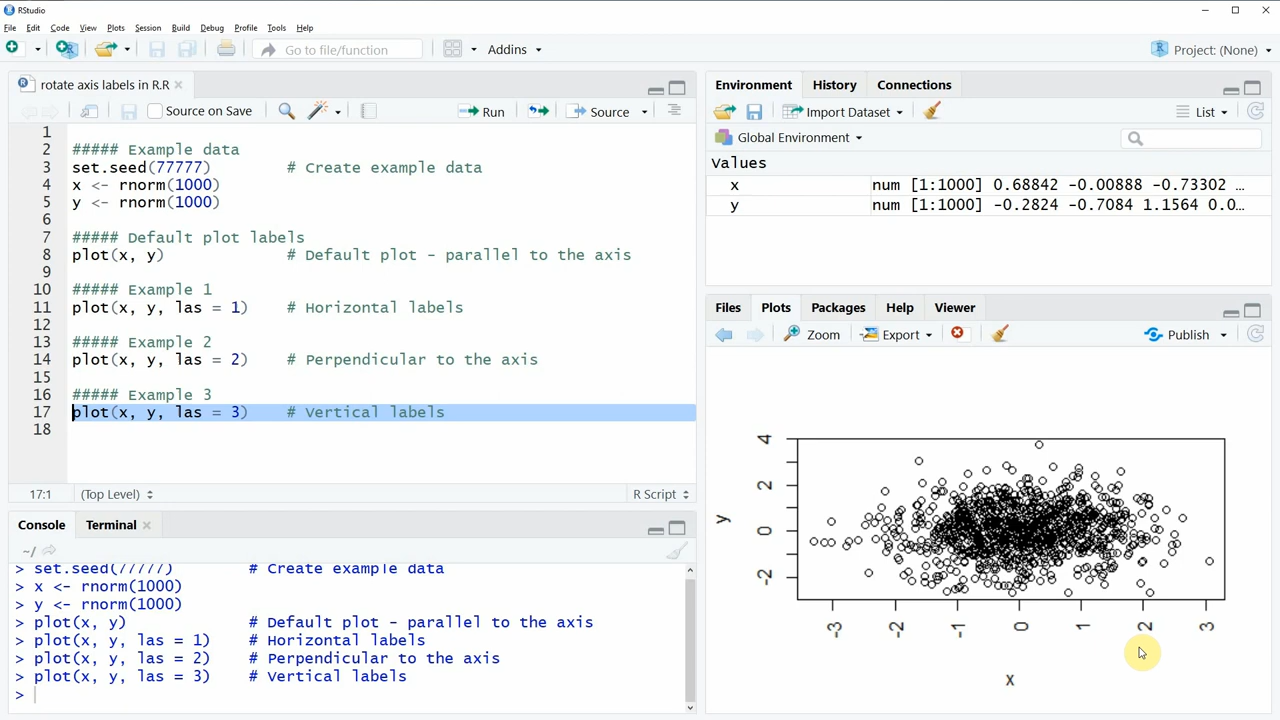 RStudio
File Edit Code View Plots Session Build Debug Profile Tools Help
Go to file/function Addins Project: (None)
rotate axis labels in R.R
Source on Save Run Source
1
2 ##### Example data
3 set.seed(77777) # Create example data
4 x <- rnorm(1000)
5 y <- rnorm(1000)
6
7 ##### Default plot labels
8 plot(x, y) # Default plot - parallel to the axis
9
10 ##### Example 1
11 plot(x, y, las = 1) # Horizontal labels
12
13 ##### Example 2
14 plot(x, y, las = 2) # Perpendicular to the axis
15
16 ##### Example 3
17 plot(x, y, las = 3) # Vertical labels
18
17:1 (Top Level) R Script
Console Terminal
~/
> set.seed(77777) # Create example data
> x <- rnorm(1000)
> y <- rnorm(1000)
> plot(x, y) # Default plot - parallel to the axis
> plot(x, y, las = 1) # Horizontal labels
> plot(x, y, las = 2) # Perpendicular to the axis
> plot(x, y, las = 3) # Vertical labels
>
Environment History Connections
Import Dataset List
Global Environment
Values
x num [1:1000] 0.68842 -0.00888 -0.73302 ...
y num [1:1000] -0.2824 -0.7084 1.1564 0.0...
Files Plots Packages Help Viewer
Zoom Export Publish
4
2
y
0
-2
-3 -2 -1 0 1 2 3
x